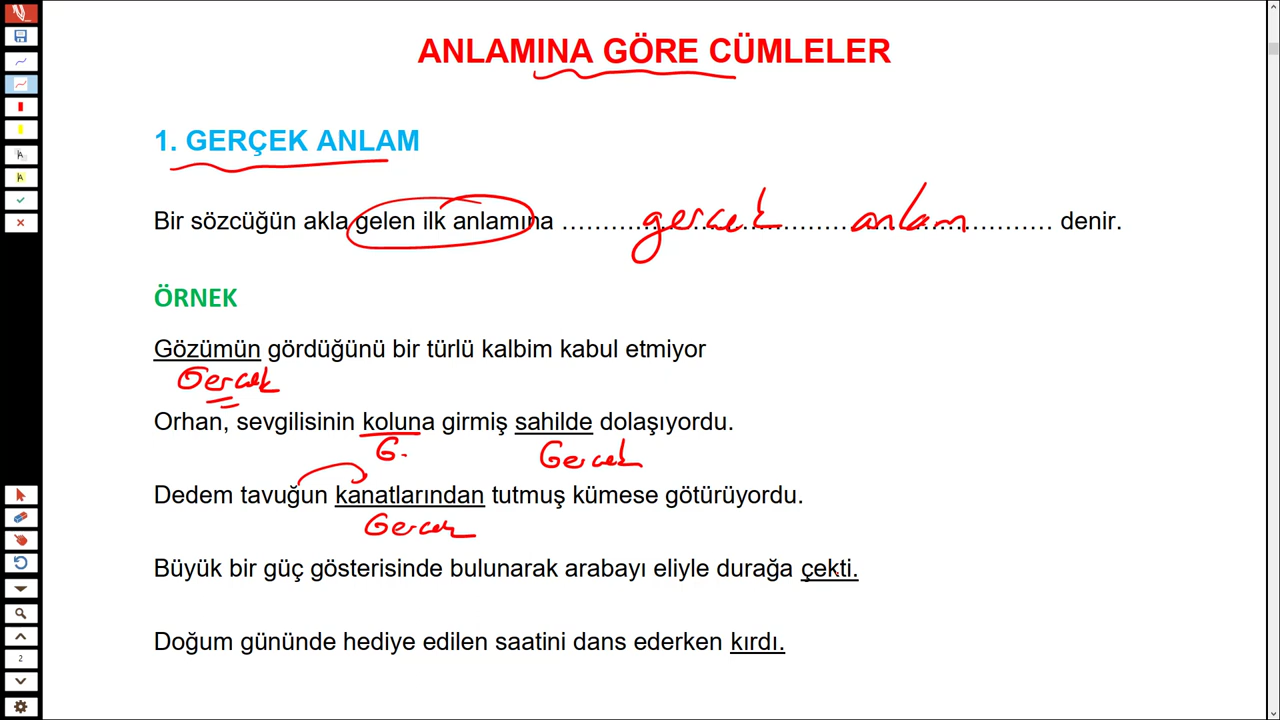 ANLAMINA GÖRE CÜMLELER
1. GERÇEK ANLAM
Bir sözcüğün akla gelen ilk anlamına ...... gercek ...... anlam ...... denir.
ÖRNEK
Gözümün gördüğünü bir türlü kalbim kabul etmiyor
Gercek
Orhan, sevgilisinin koluna girmiş sahilde dolaşıyordu.
G. Gercek
Dedem tavuğun kanatlarından tutmuş kümese götürüyordu.
Gercek
Büyük bir güç gösterisinde bulunarak arabayı eliyle durağa çekti.
Doğum gününde hediye edilen saatini dans ederken kırdı.
A
A
2